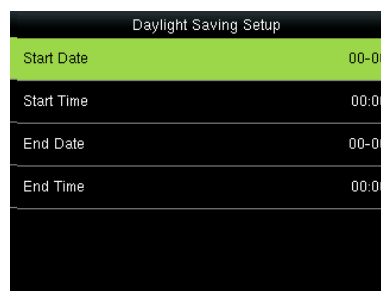 Daylight Saving Setup
Start Date 00-0
Start Time 00:0
End Date 00-0
End Time 00:0